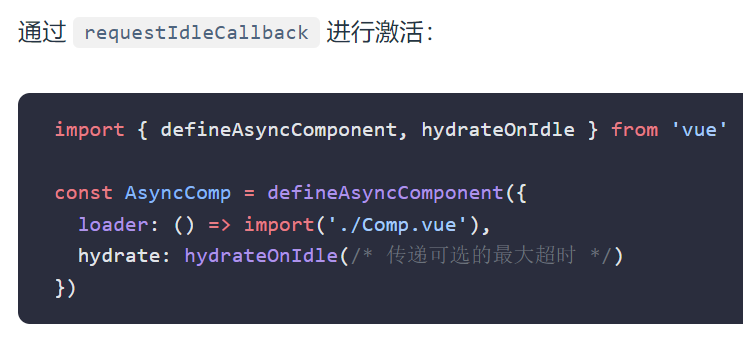 通过 requestIdleCallback 进行激活：
import { defineAsyncComponent, hydrateOnIdle } from 'vue'
const AsyncComp = defineAsyncComponent({
  loader: () => import('./Comp.vue'),
  hydrate: hydrateOnIdle(/* 传递可选的最大超时 */)
})